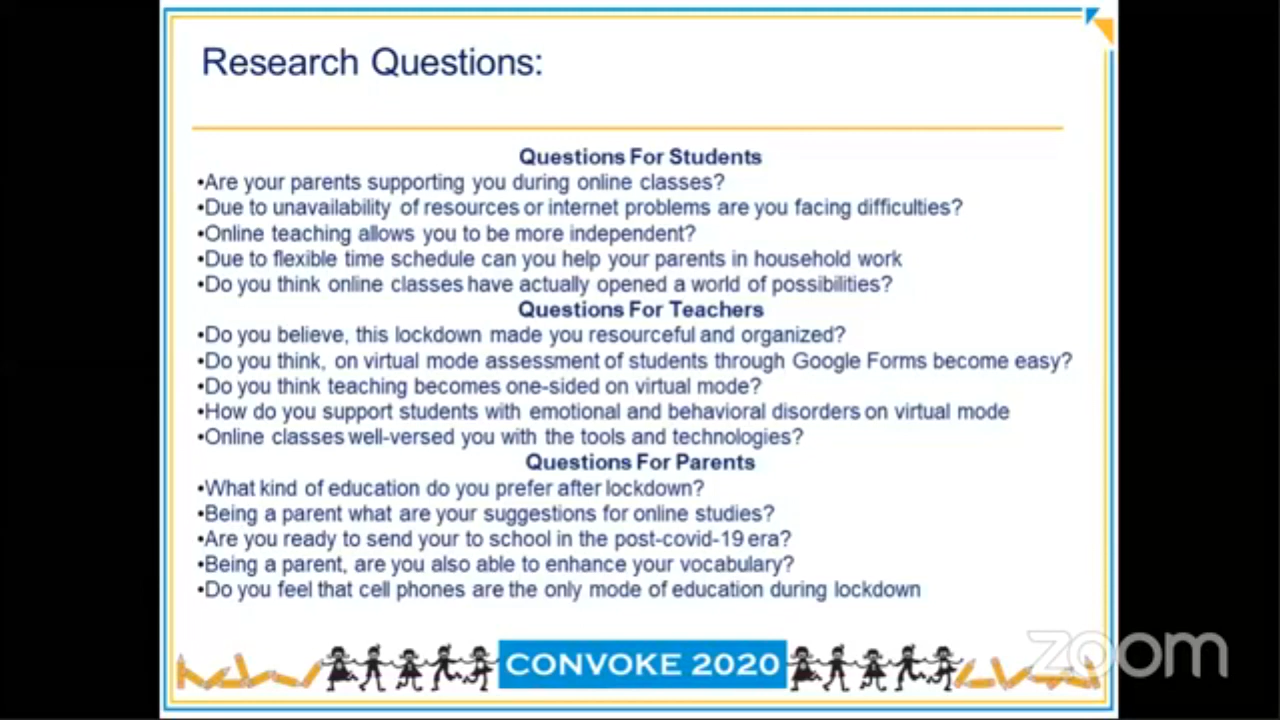 Research Questions:
Questions For Students
•Are your parents supporting you during online classes?
•Due to unavailability of resources or internet problems are you facing difficulties?
•Online teaching allows you to be more independent?
•Due to flexible time schedule can you help your parents in household work
•Do you think online classes have actually opened a world of possibilities?
Questions For Teachers
•Do you believe, this lockdown made you resourceful and organized?
•Do you think, on virtual mode assessment of students through Google Forms become easy?
•Do you think teaching becomes one-sided on virtual mode?
•How do you support students with emotional and behavioral disorders on virtual mode
•Online classes well-versed you with the tools and technologies?
Questions For Parents
•What kind of education do you prefer after lockdown?
•Being a parent what are your suggestions for online studies?
•Are you ready to send your to school in the post-covid-19 era?
•Being a parent, are you also able to enhance your vocabulary?
•Do you feel that cell phones are the only mode of education during lockdown
CONVOKE 2020
zoom